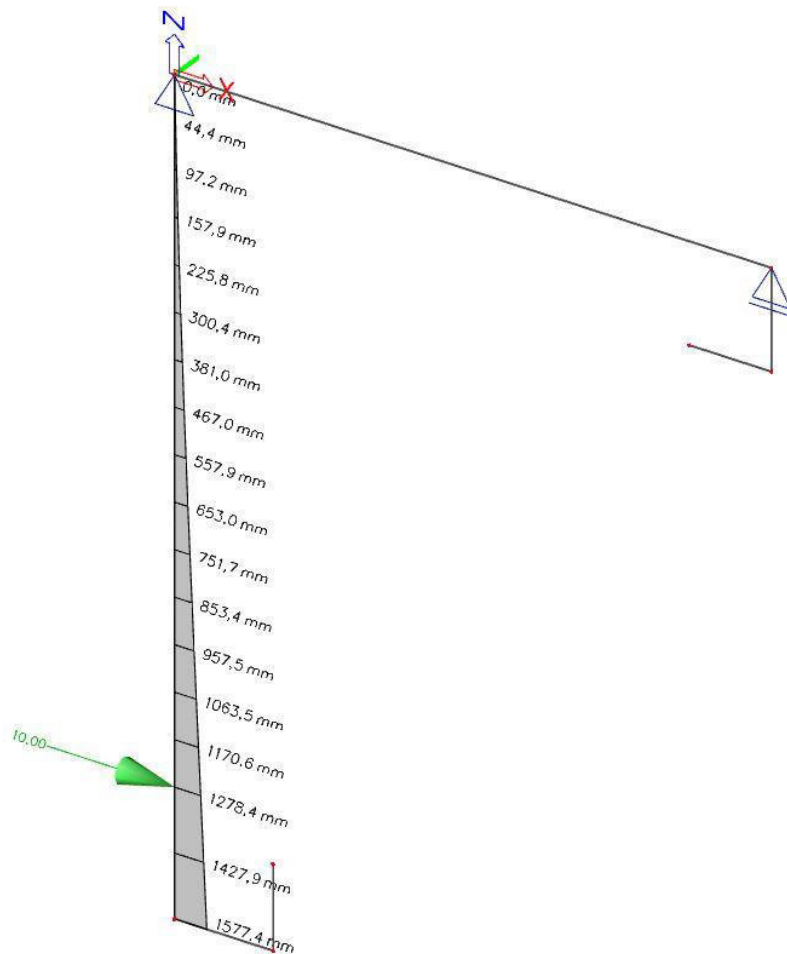 Z
X
0,0 mm
44,4 mm
97,2 mm
157,9 mm
225,8 mm
300,4 mm
381,0 mm
467,0 mm
557,9 mm
653,0 mm
751,7 mm
853,4 mm
957,5 mm
1063,5 mm
1170,6 mm
10.00
1278,4 mm
1427,9 mm
1577,4 mm